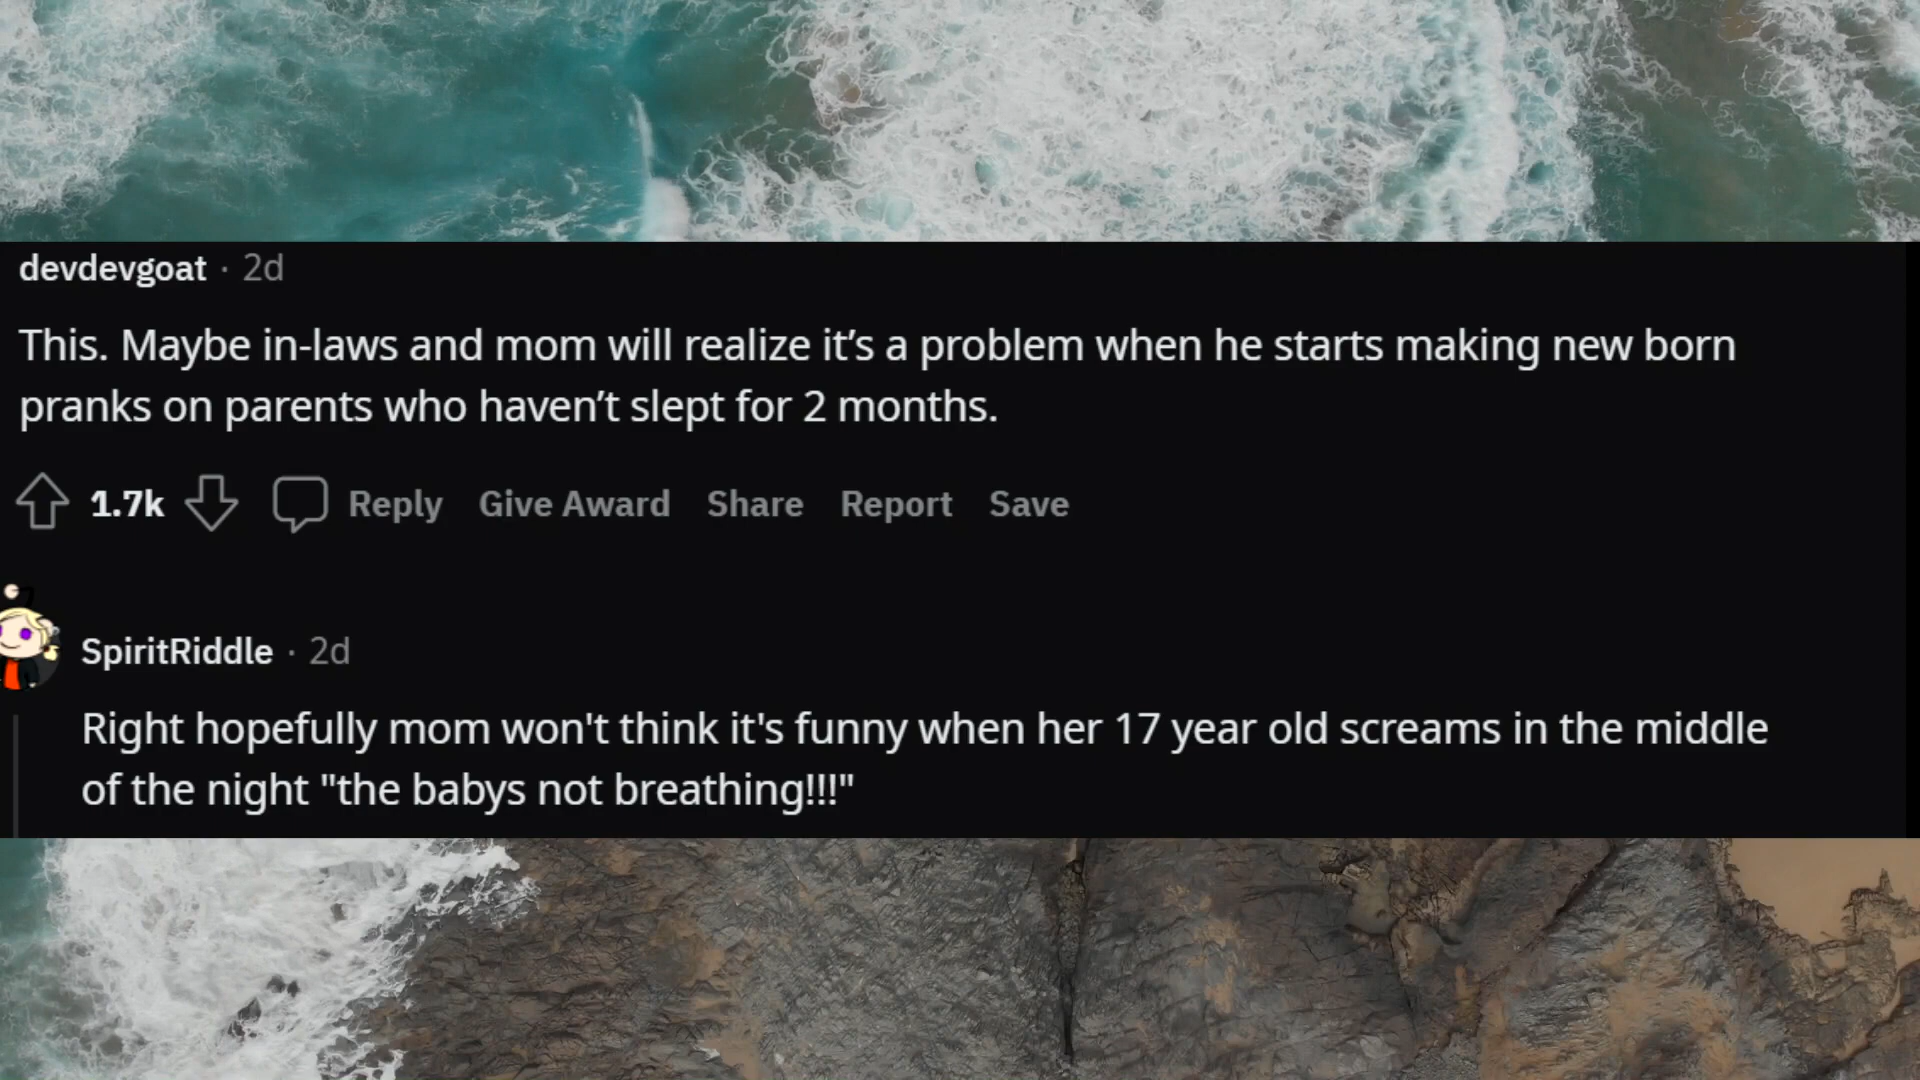 devdevgoat · 2d
This. Maybe in-laws and mom will realize it’s a problem when he starts making new born
pranks on parents who haven’t slept for 2 months.
1.7k Reply Give Award Share Report Save
SpiritRiddle · 2d
Right hopefully mom won't think it's funny when her 17 year old screams in the middle
of the night "the babys not breathing!!!"